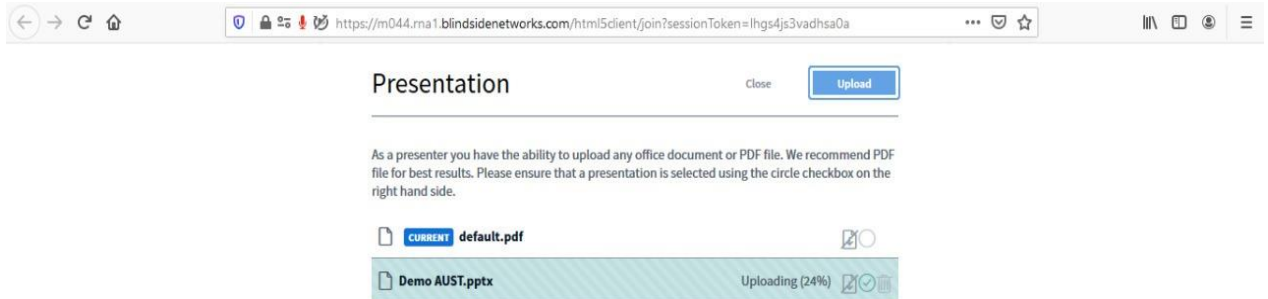 https://m044.rna1.blindsidenetworks.com/html5client/join?sessionToken=lhgs4js3vadhsa0a
Presentation
Close
Upload
As a presenter you have the ability to upload any office document or PDF file. We recommend PDF
file for best results. Please ensure that a presentation is selected using the circle checkbox on the
right hand side.
CURRENT default.pdf
Demo AUST.pptx Uploading (24%)